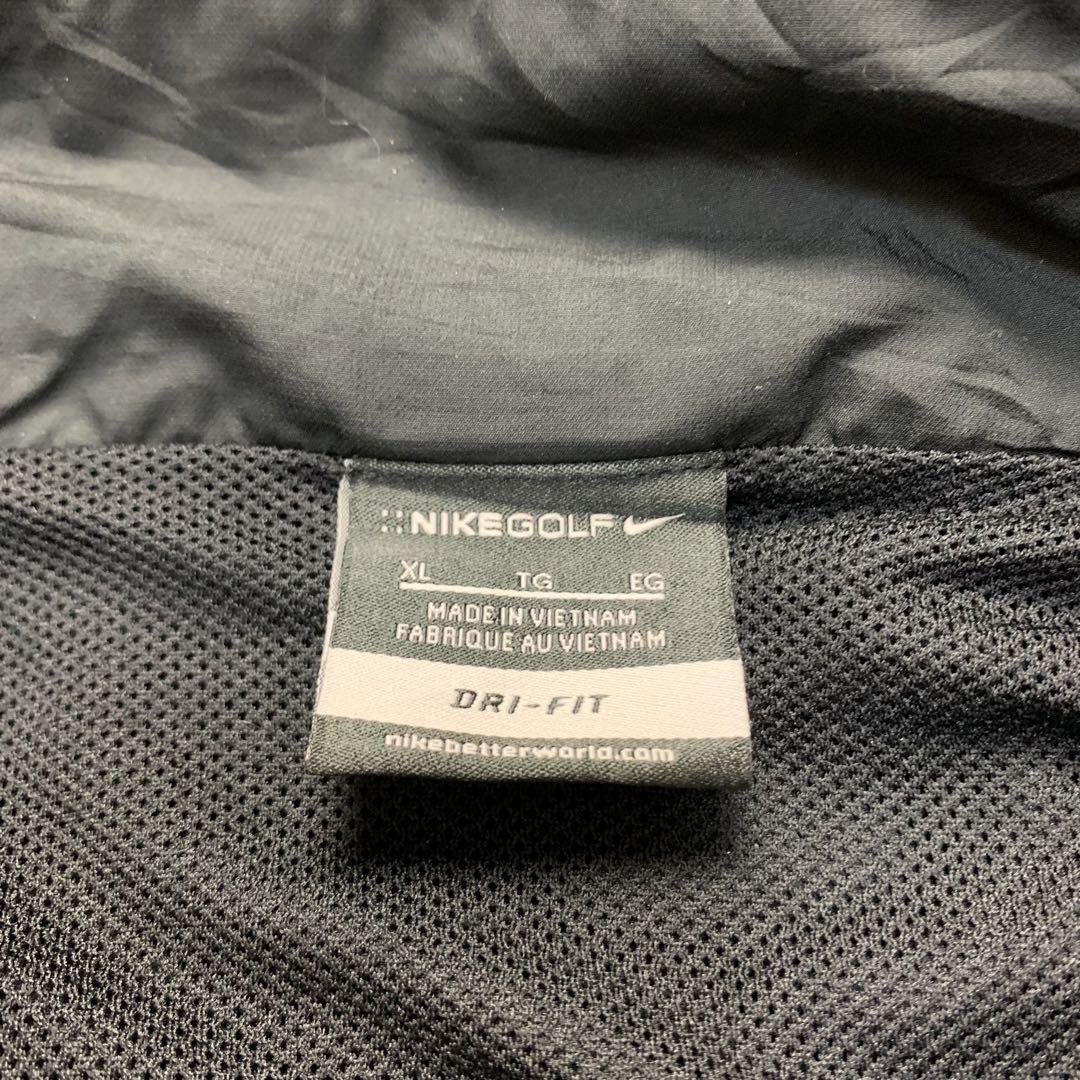 NIKEGOLF
XL TG EG
MADE IN VIETNAM
FABRIQUE AU VIETNAM
DRI-FIT
nikebetterworld.com